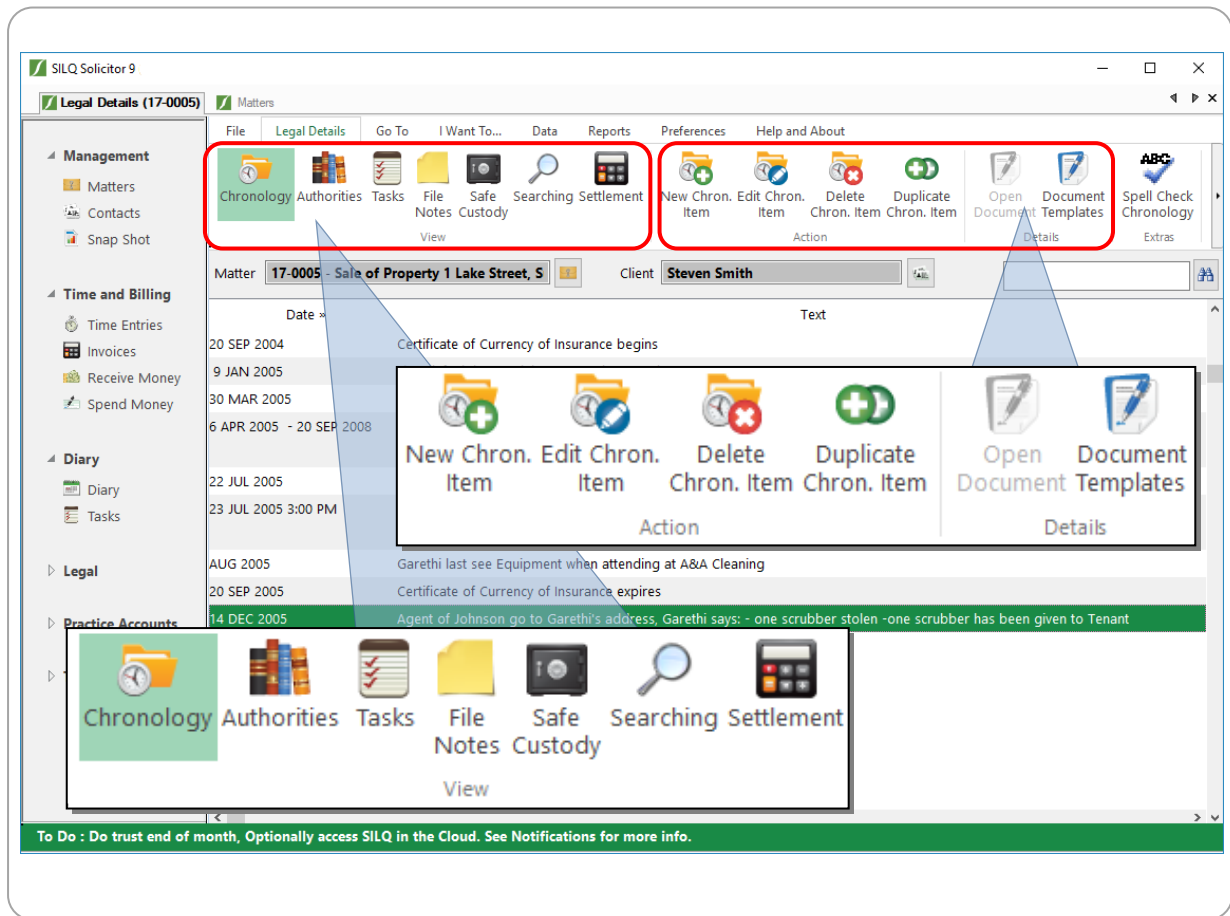 SILQ Solicitor 9
Legal Details (17-0005) Matters
File Legal Details Go To I Want To... Data Reports Preferences Help and About
Management
Matters
Contacts
Snap Shot
Time and Billing
Time Entries
Invoices
Receive Money
Spend Money
Diary
Diary
Tasks
Legal
Practice Accounts
Chronology Authorities Tasks File Notes Safe Custody Searching Settlement
View
New Chron. Item Edit Chron. Item Delete Chron. Item Duplicate Chron. Item
Action
Open Document Document Templates
Details
ABC
Spell Check Chronology
Extras
Matter 17-0005 - Sale of Property 1 Lake Street, S Client Steven Smith
Date » Text
20 SEP 2004 Certificate of Currency of Insurance begins
9 JAN 2005
30 MAR 2005
6 APR 2005 - 20 SEP 2008
22 JUL 2005
23 JUL 2005 3:00 PM
AUG 2005 Garethi last see Equipment when attending at A&A Cleaning
20 SEP 2005 Certificate of Currency of Insurance expires
14 DEC 2005 Agent of Johnson go to Garethi's address, Garethi says: - one scrubber stolen -one scrubber has been given to Tenant
New Chron. Edit Chron. Delete Duplicate Open Document
Item Item Chron. Item Chron. Item Document Templates
Action Details
Chronology Authorities Tasks File Safe Searching Settlement
Notes Custody
View
To Do : Do trust end of month, Optionally access SILQ in the Cloud. See Notifications for more info.